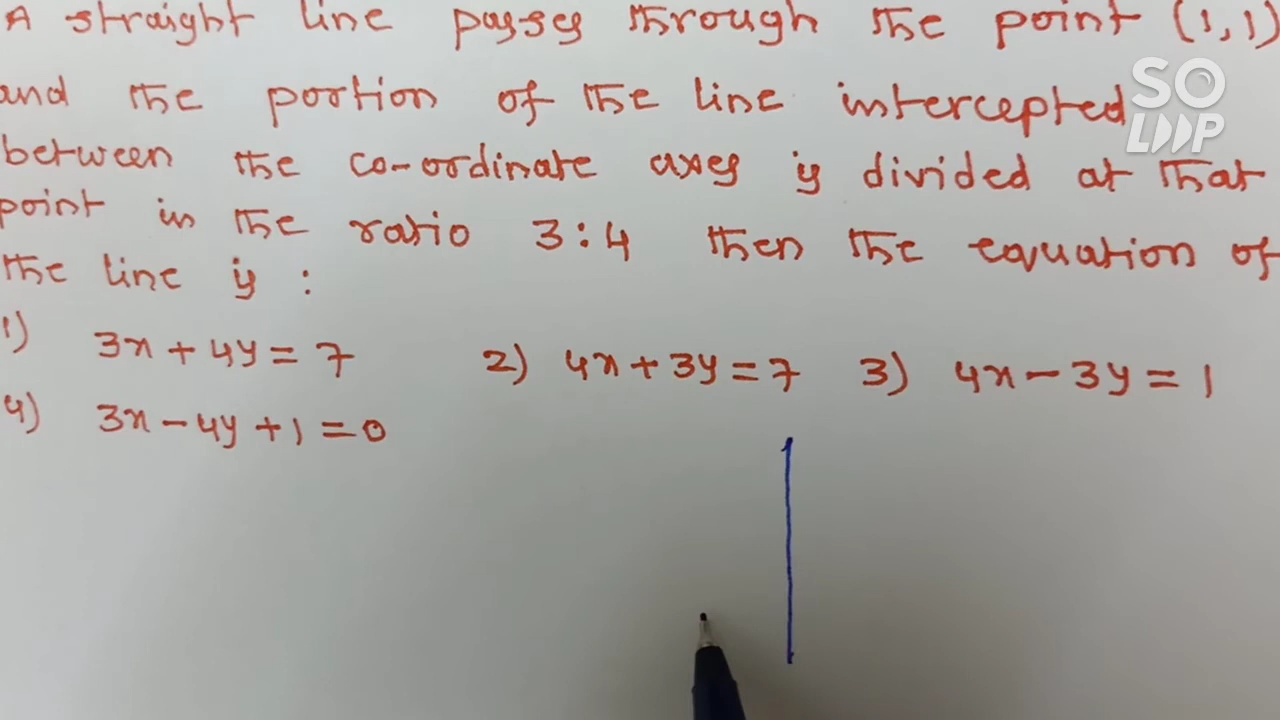 A straight line passes through the point (1,1)
and the portion of the line intercepted
between the co-ordinate axes is divided at that
point in the ratio 3:4 then the equation of
the line is :
1) 3x + 4y = 7 2) 4x + 3y = 7 3) 4x - 3y = 1
4) 3x - 4y + 1 = 0
SO
LOOP